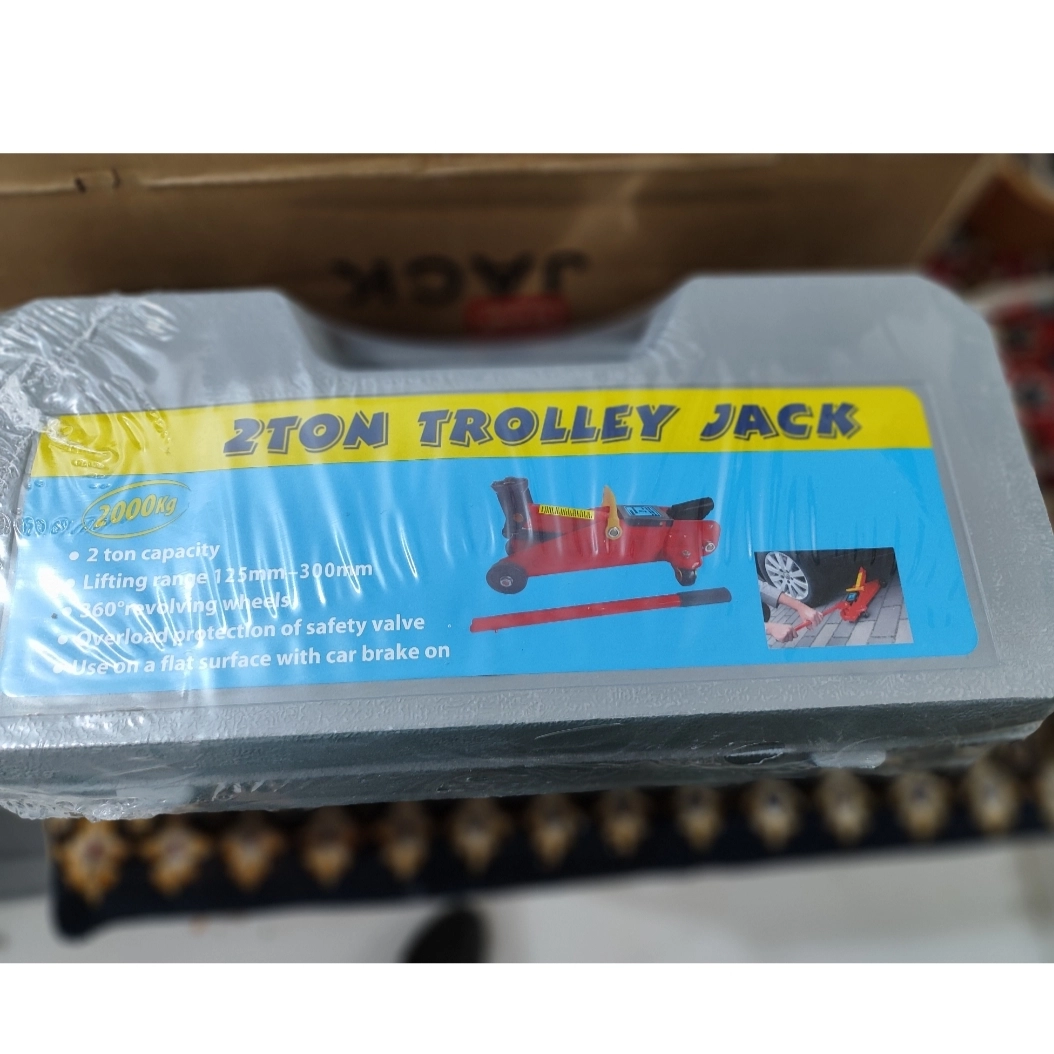 JACK
2TON TROLLEY JACK
2000Kg
• 2 ton capacity
• Lifting range 125mm-300mm
• 360°revolving wheels
• Overload protection of safety valve
• Use on a flat surface with car brake on